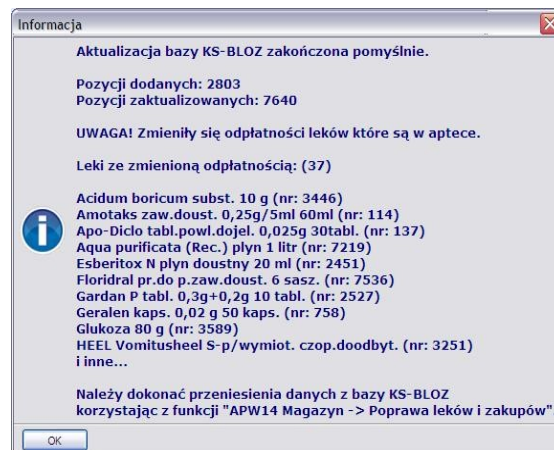 Informacja
Aktualizacja bazy KS-BLOZ zakończona pomyślnie.
Pozycji dodanych: 2803
Pozycji zaktualizowanych: 7640
UWAGA! Zmieniły się odpłatności leków które są w aptece.
Leki ze zmienioną odpłatnością: (37)
Acidum boricum subst. 10 g (nr: 3446)
Amotaks zaw.doust. 0,25g/5ml 60ml (nr: 114)
Apo-Diclo tabl.powl.dojel. 0,025g 30tabl. (nr: 137)
Aqua purificata (Rec.) plyn 1 litr (nr: 7219)
Esberitox N plyn doustny 20 ml (nr: 2451)
Floridral pr.do p.zaw.doust. 6 sasz. (nr: 7536)
Gardan P tabl. 0,3g+0,2g 10 tabl. (nr: 2527)
Geralen kaps. 0,02 g 50 kaps. (nr: 758)
Glukoza 80 g (nr: 3589)
HEEL Vomitusheel S-p/wymiot. czop.doodbyt. (nr: 3251)
i inne...
Należy dokonać przeniesienia danych z bazy KS-BLOZ
korzystając z funkcji "APW14 Magazyn -> Poprawa leków i zakupów"
OK